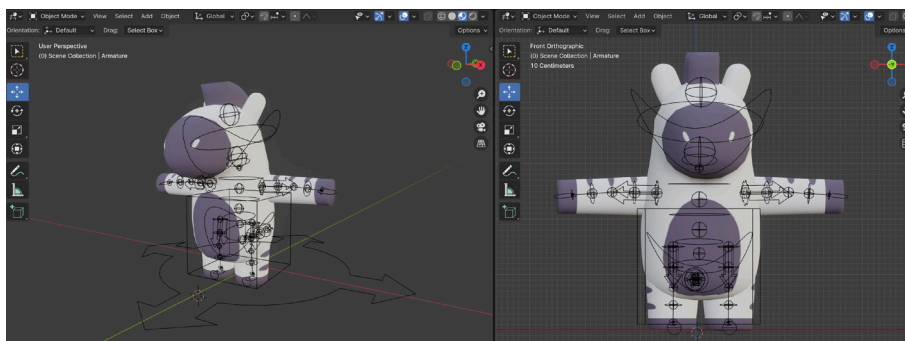 Object Mode View Select Add Object Global
Orientation: Default Drag: Select Box Options
User Perspective
(0) Scene Collection | Armature
Z
X
Object Mode View Select Add Object Global
Orientation: Default Drag: Select Box Options
Front Orthographic
(0) Scene Collection | Armature
10 Centimeters
Z